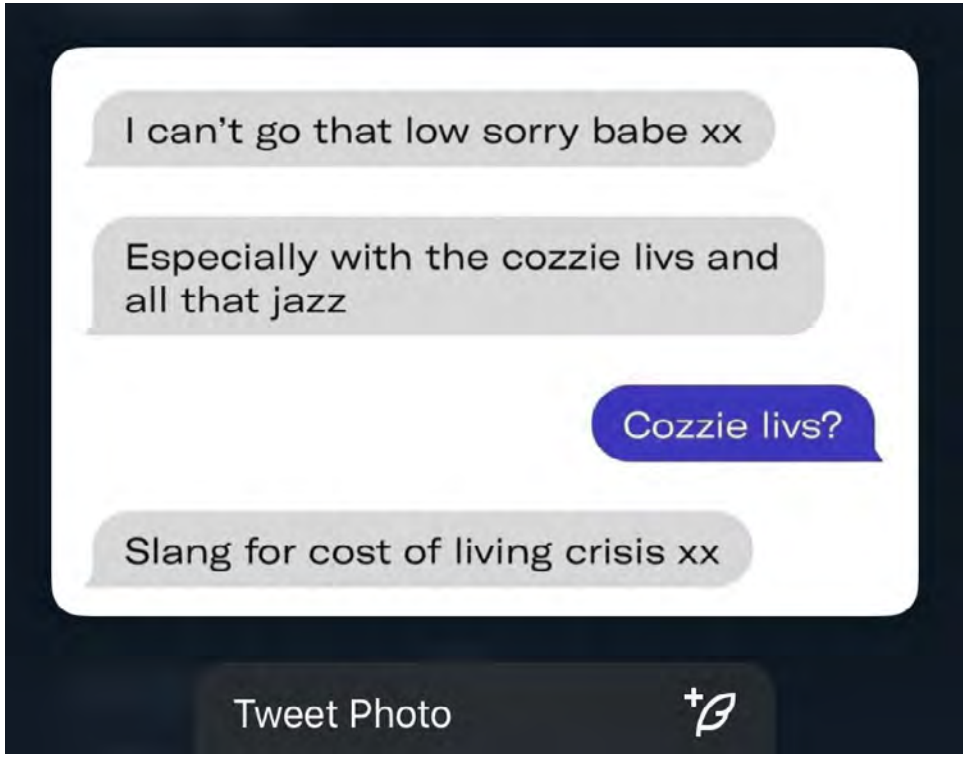 I can’t go that low sorry babe xx
Especially with the cozzie livs and
all that jazz
Cozzie livs?
Slang for cost of living crisis xx
Tweet Photo